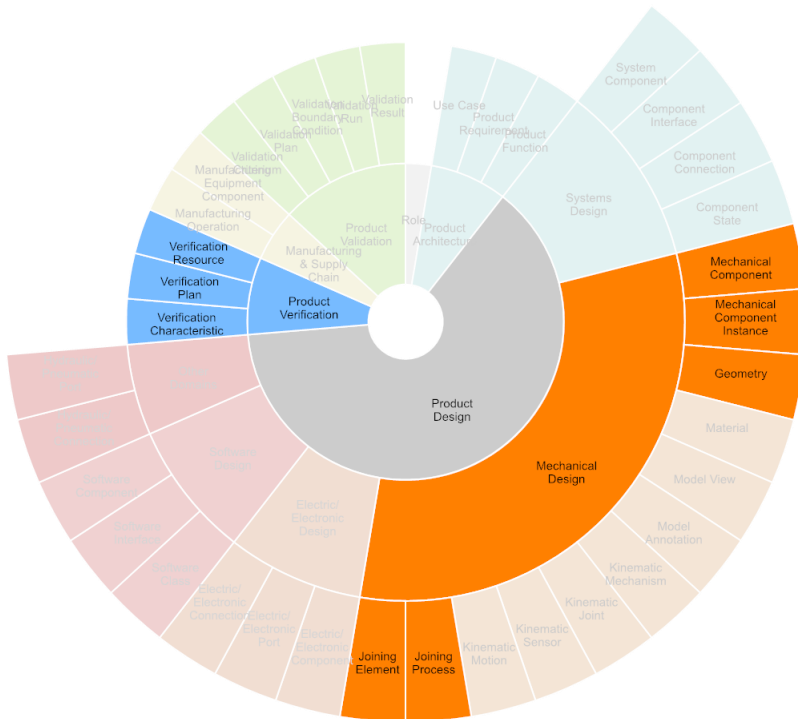 System
Component
Component
Interface
Component
Connection
Component
State
Use Case
Product
Requirement
Product
Function
Systems
Design
Product
Architecture
Role
Validation
Result
Validation
Run
Validation
Boundary
Condition
Validation
Plan
Validation
Criterium
Product
Validation
Manufacturing
Equipment
Component
Manufacturing
Operation
Manufacturing
& Supply
Chain
Verification
Resource
Verification
Plan
Verification
Characteristic
Product
Verification
Product
Design
Mechanical
Design
Mechanical
Component
Mechanical
Component
Instance
Geometry
Material
Model View
Model
Annotation
Kinematic
Mechanism
Kinematic
Joint
Kinematic
Sensor
Kinematic
Motion
Joining
Process
Joining
Element
Electric/
Electronic
Design
Electric/
Electronic
Component
Electric/
Electronic
Port
Electric/
Electronic
Connection
Software
Design
Software
Component
Software
Interface